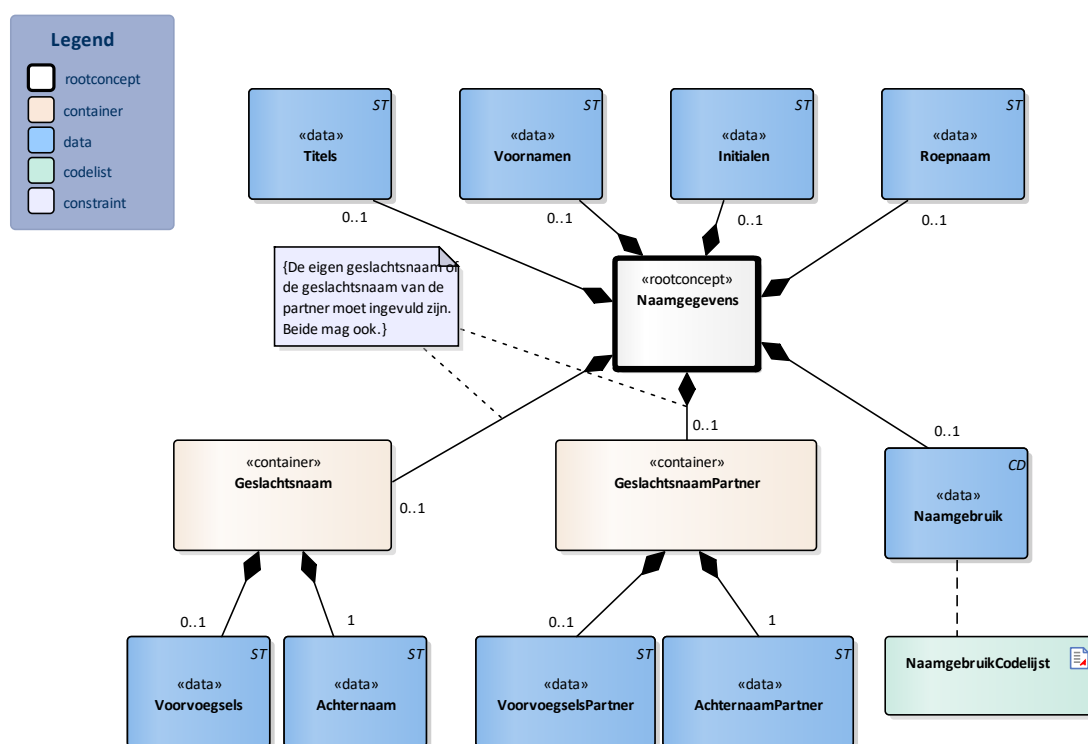 Legend
rootconcept
container
data
codelist
constraint
ST
«data»
Titels
ST
«data»
Voornamen
ST
«data»
Initialen
ST
«data»
Roepnaam
0..1
0..1
0..1
0..1
{De eigen geslachtsnaam of
de geslachtsnaam van de
partner moet ingevuld zijn.
Beide mag ook.}
«rootconcept»
Naamgegevens
0..1
0..1
0..1
«container»
Geslachtsnaam
«container»
GeslachtsnaamPartner
CD
«data»
Naamgebruik
0..1
1
0..1
1
ST
«data»
Voorvoegsels
ST
«data»
Achternaam
ST
«data»
VoorvoegselsPartner
ST
«data»
AchternaamPartner
NaamgebruikCodelijst